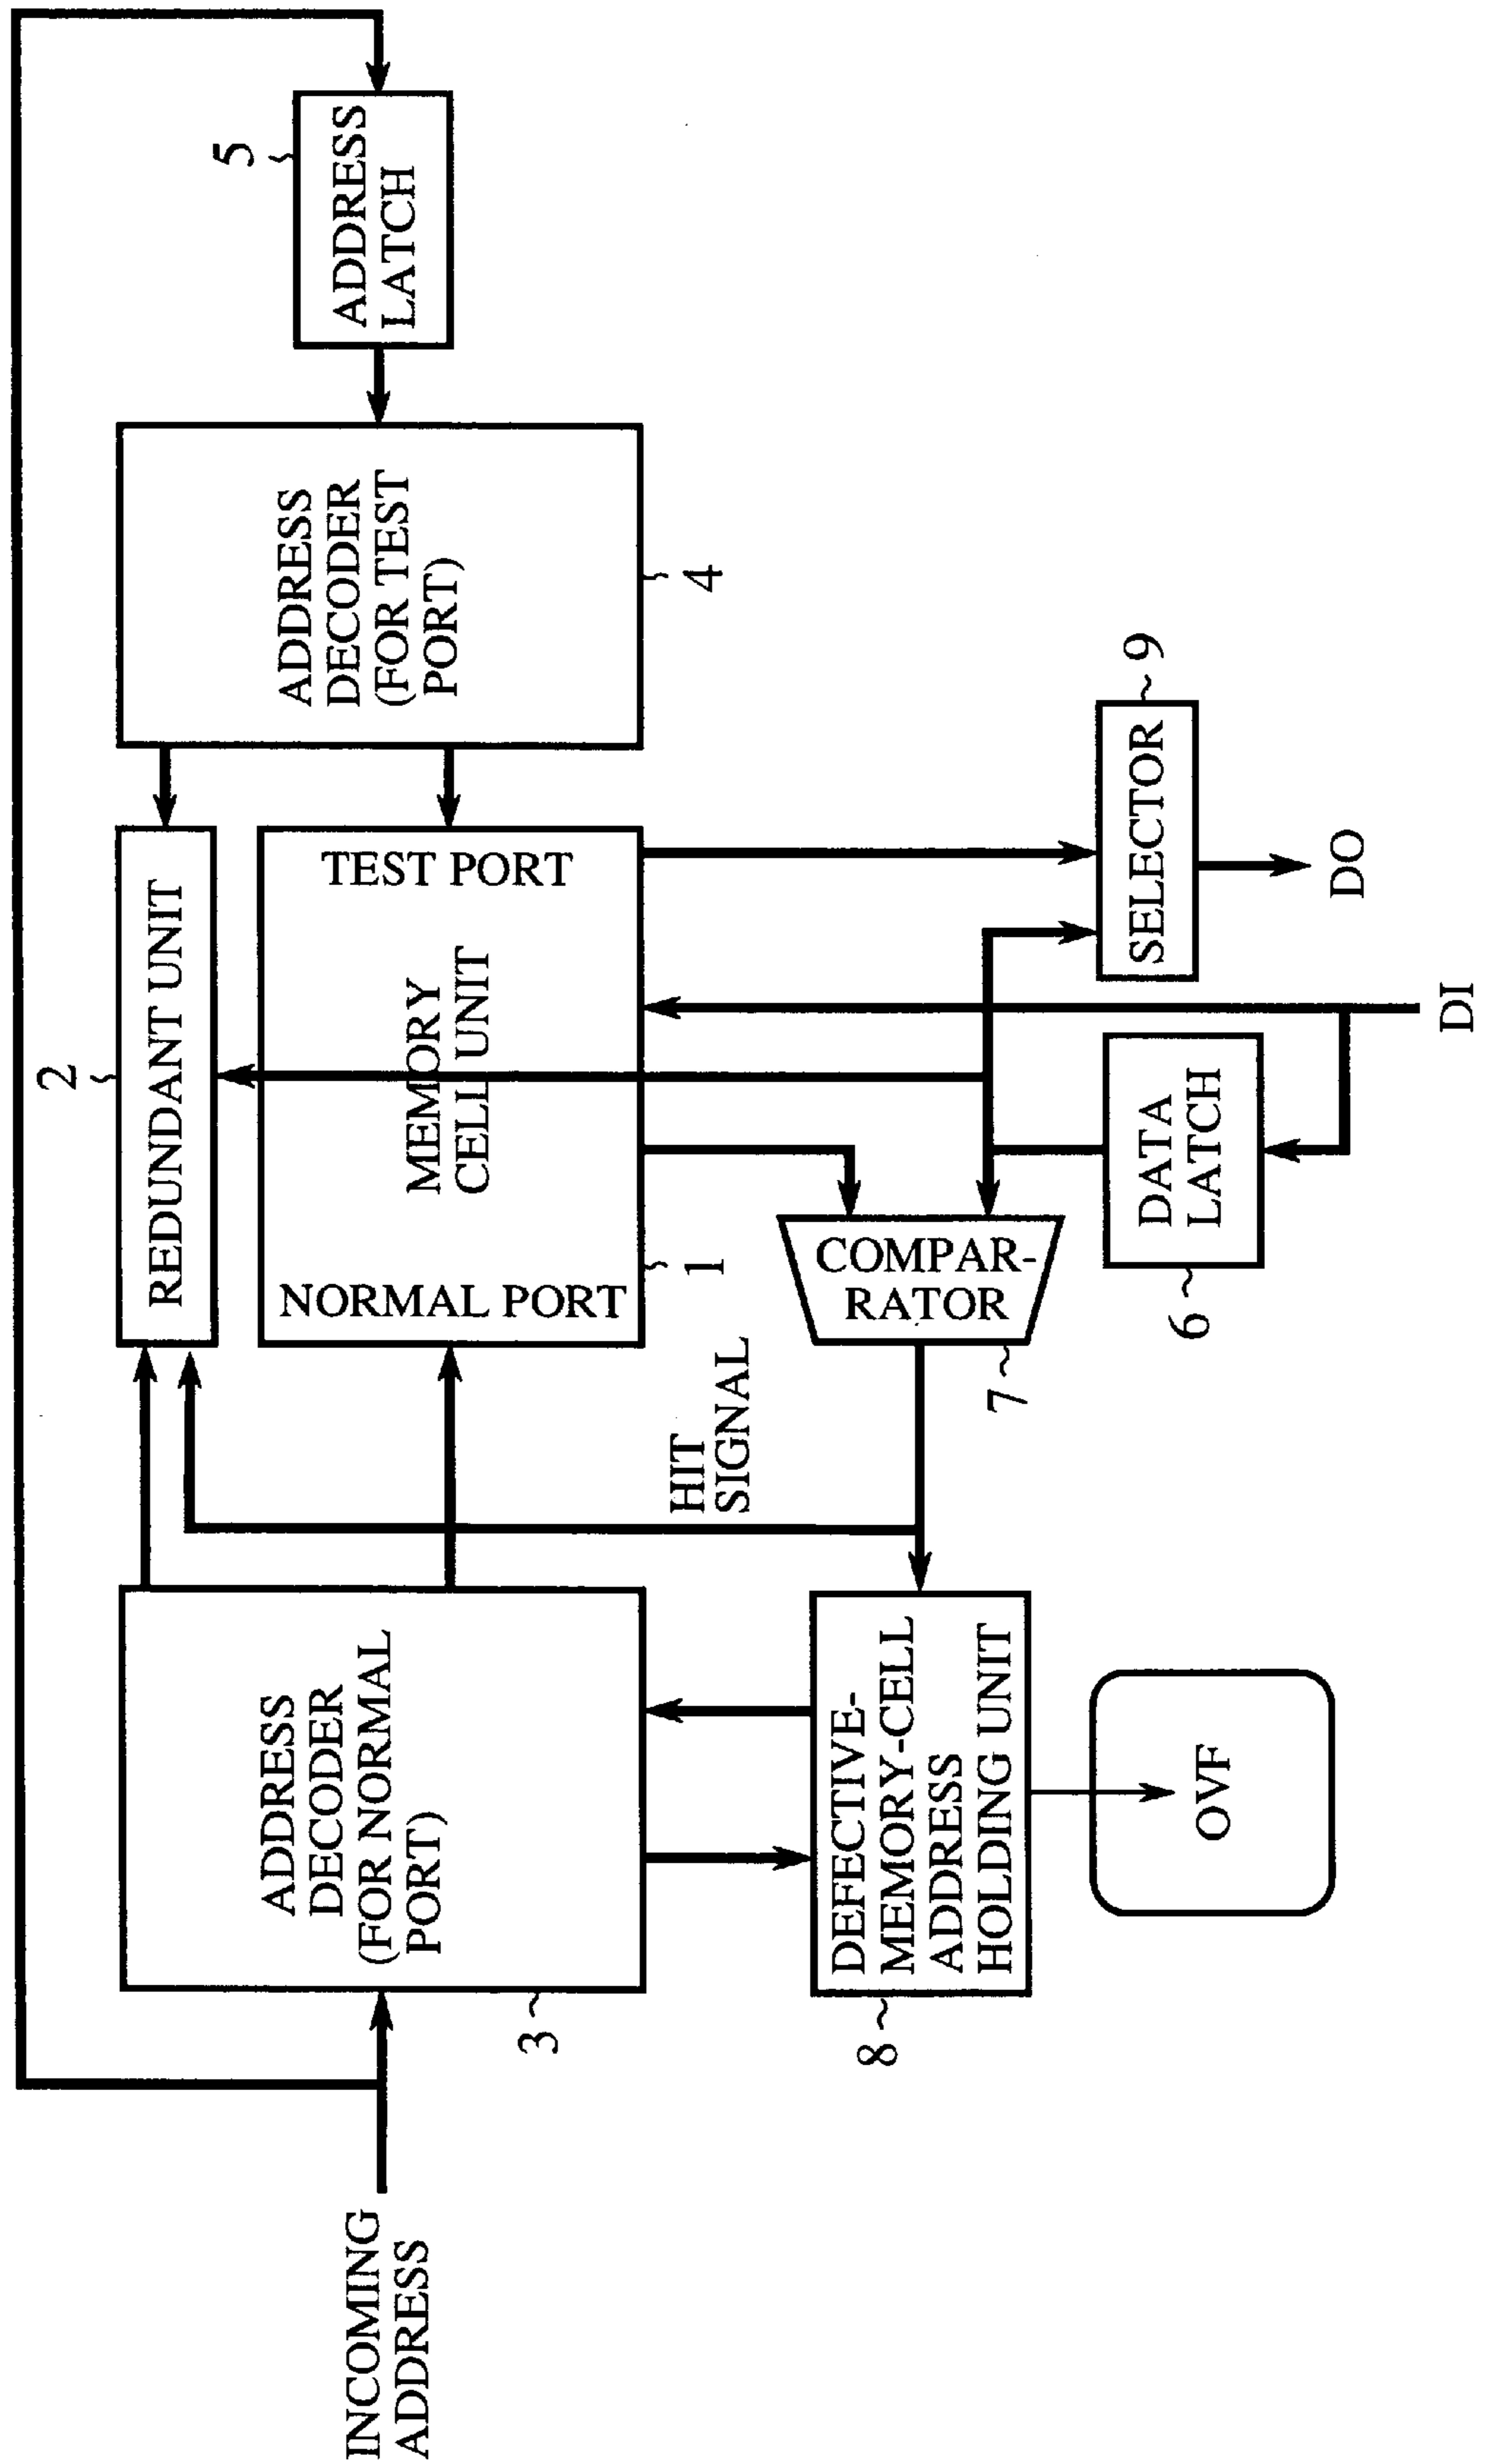 INCOMING
ADDRESS
3
ADDRESS
DECODER
(FOR NORMAL
PORT)
8
DEFECTIVE-
MEMORY-CELL
ADDRESS
HOLDING UNIT
OVF
HIT
SIGNAL
2
REDUNDANT UNIT
NORMAL PORT
MEMORY
CELL UNIT
TEST PORT
1
COMPAR-
RATOR
7
DATA
LATCH
6
DI
SELECTOR
9
DO
ADDRESS
DECODER
(FOR TEST
PORT)
4
5
ADDRESS
LATCH